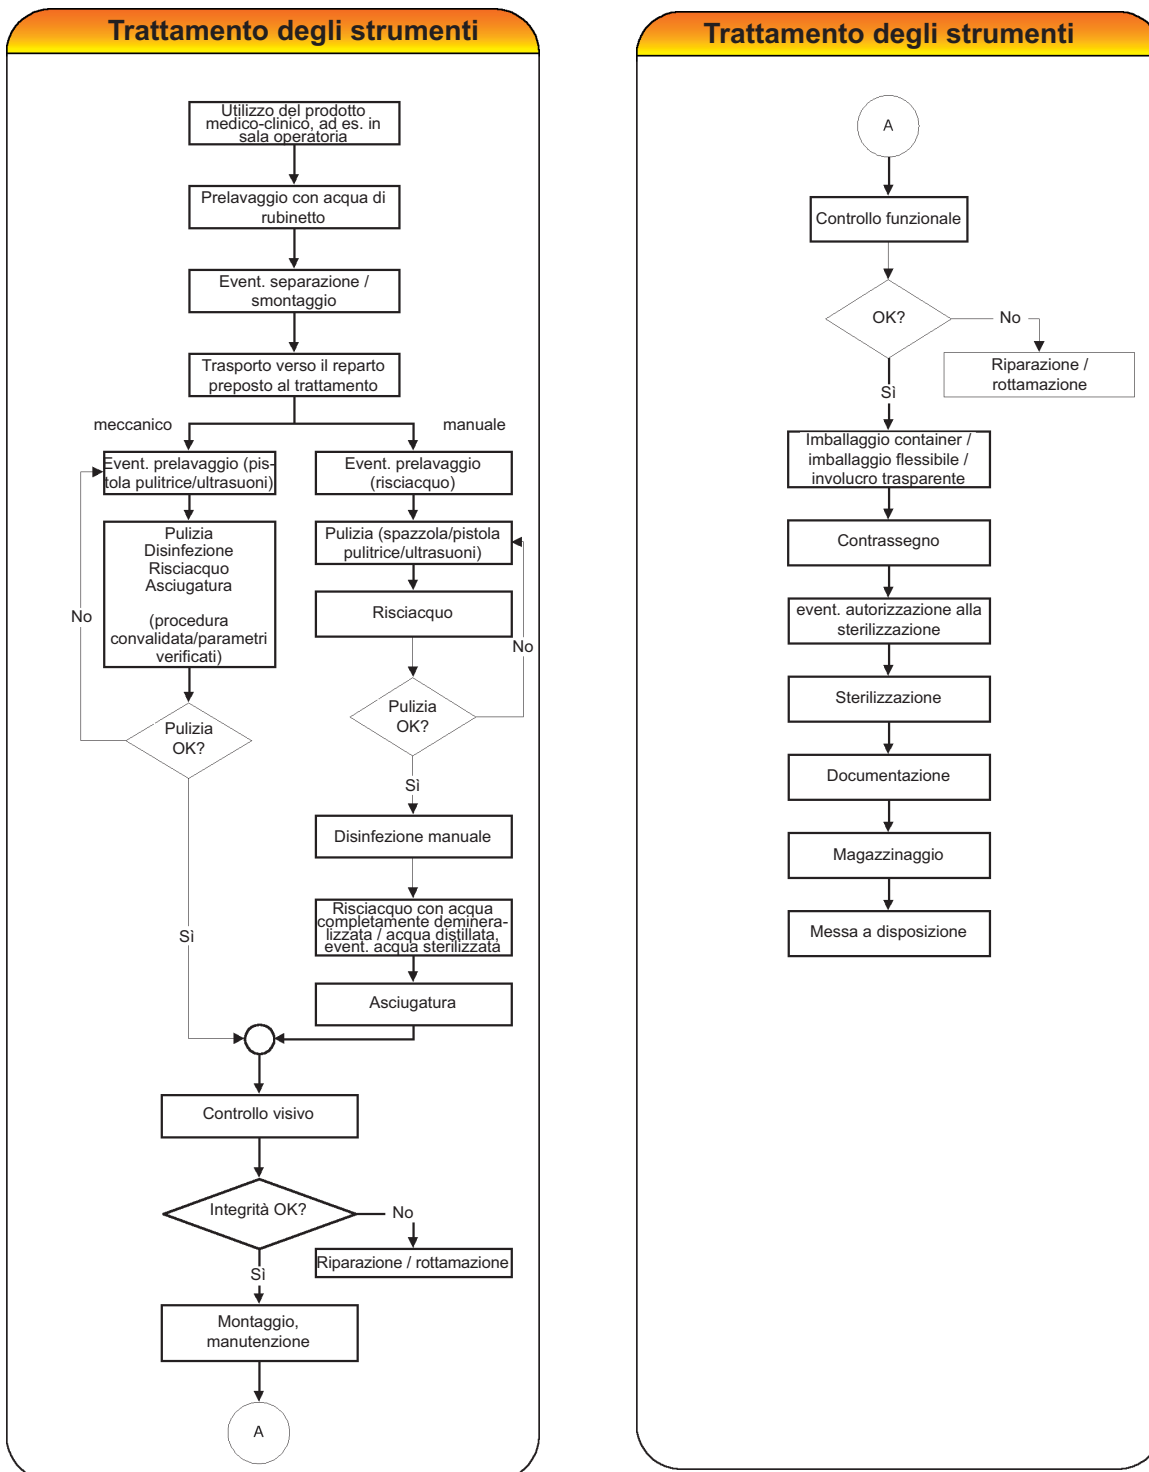 Trattamento degli strumenti
Utilizzo del prodotto
medico-clinico, ad es. in
sala operatoria
Prelavaggio con acqua di
rubinetto
Event. separazione /
smontaggio
Trasporto verso il reparto
preposto al trattamento
meccanico
manuale
Event. prelavaggio (pis-
tola pulitrice/ultrasuoni)
Event. prelavaggio
(risciacquo)
Pulizia
Disinfezione
Risciacquo
Asciugatura
(procedura
convalidata/parametri
verificati)
Pulizia (spazzola/pistola
pulitrice/ultrasuoni)
Risciacquo
No
No
Pulizia
OK?
Pulizia
OK?
Sì
Disinfezione manuale
Risciacquo con acqua
completamente deminera-
lizzata / acqua distillata,
event. acqua sterilizzata
Sì
Asciugatura
Controllo visivo
Integrità OK?
No
Riparazione / rottamazione
Sì
Montaggio,
manutenzione
A
Trattamento degli strumenti
A
Controllo funzionale
OK?
No
Riparazione /
rottamazione
Sì
Imballaggio container /
imballaggio flessibile /
involucro trasparente
Contrassegno
event. autorizzazione alla
sterilizzazione
Sterilizzazione
Documentazione
Magazzinaggio
Messa a disposizione